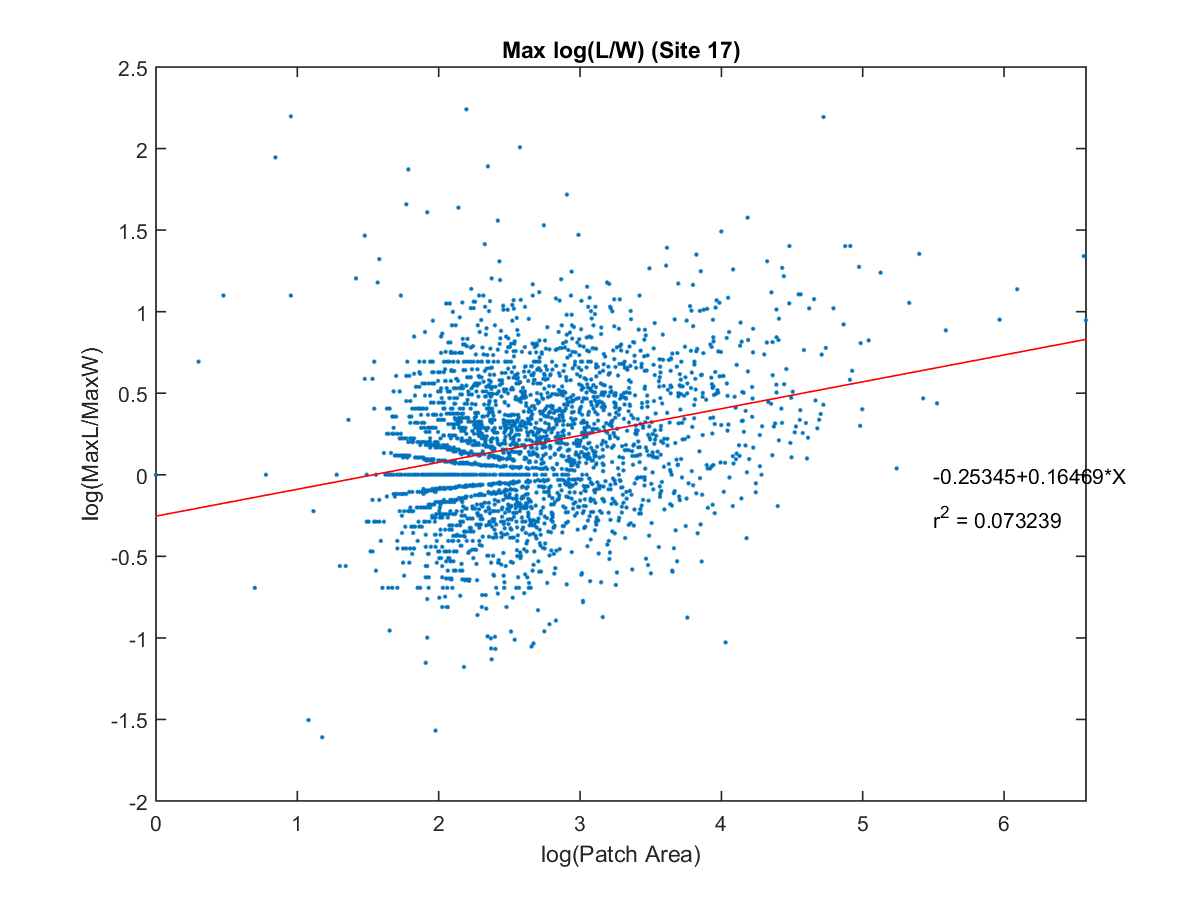 Max log(L/W) (Site 17)
2.5
2
1.5
1
0.5
0
-0.5
-1
-1.5
-2
log(MaxL/MaxW)
-0.25345+0.16469*X
r² = 0.073239
0 1 2 3 4 5 6
log(Patch Area)